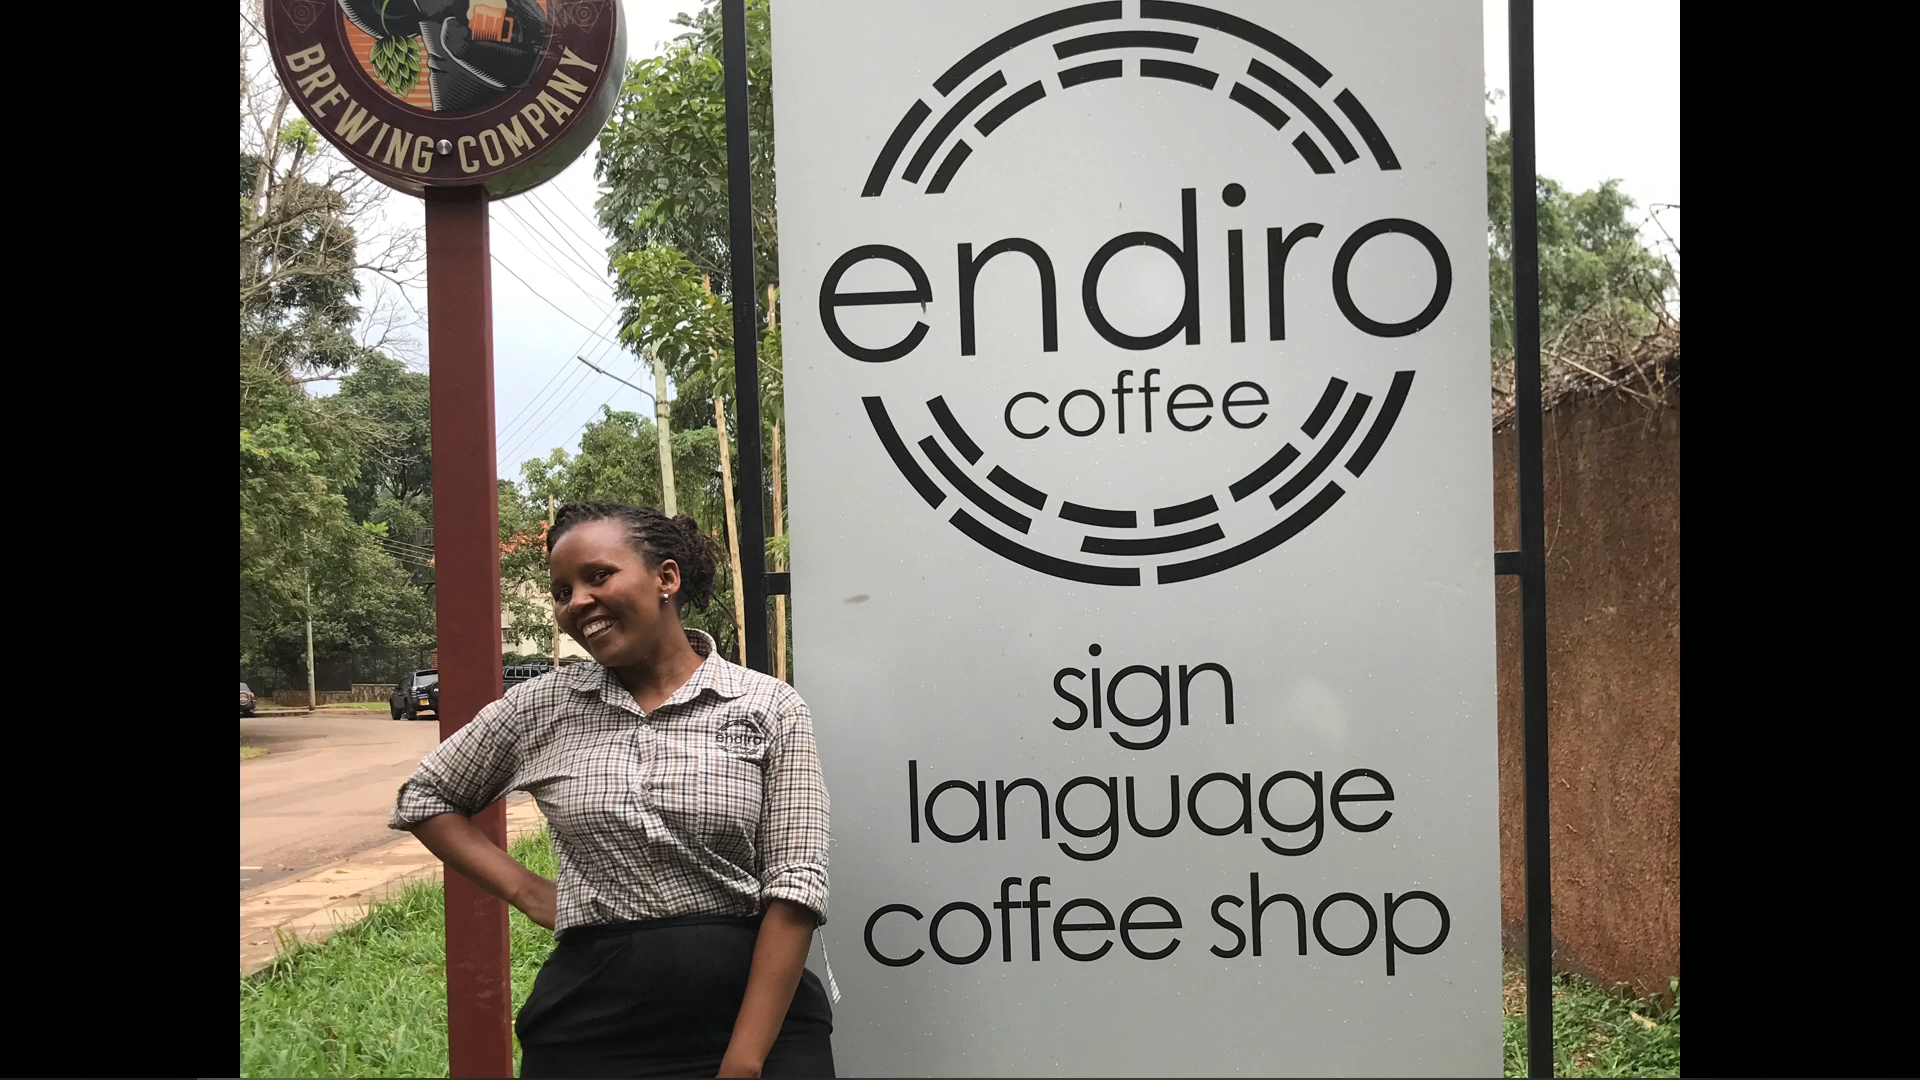 BREWING COMPANY
endiro
coffee
sign
language
coffee shop
endiro